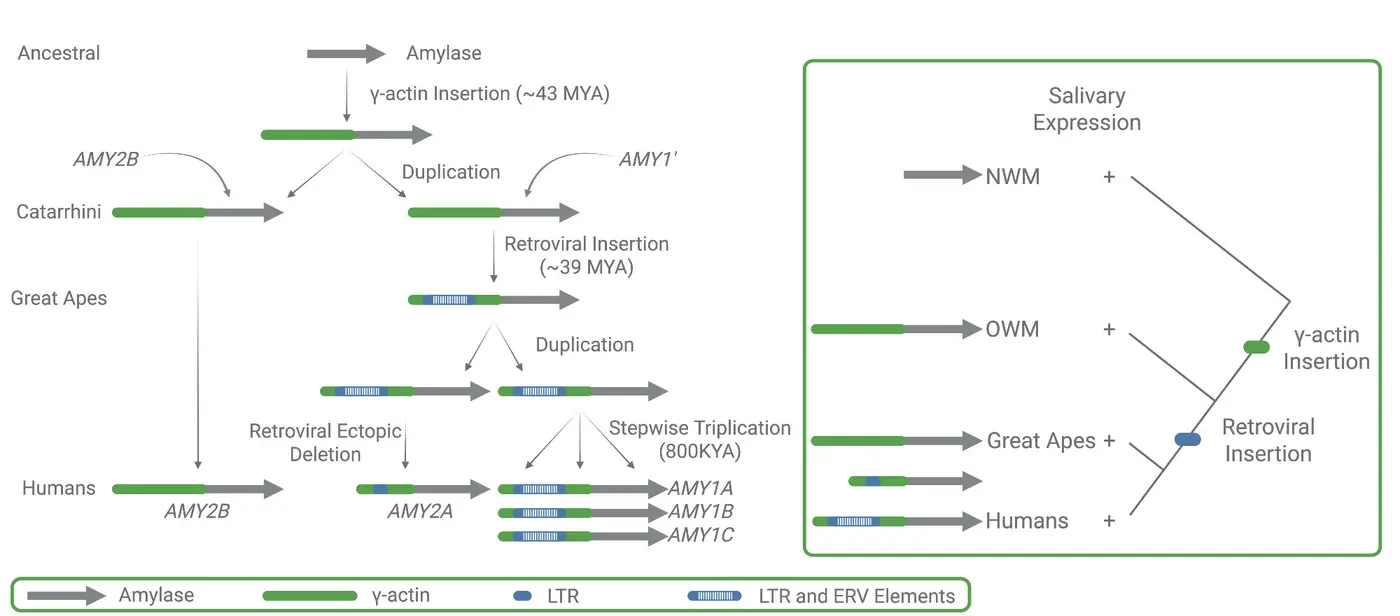 Ancestral
Amylase
γ-actin Insertion (~43 MYA)
AMY2B
AMY1'
Duplication
Catarrhini
Retroviral Insertion
(~39 MYA)
Great Apes
Duplication
Retroviral Ectopic
Deletion
Stepwise Triplication
(800KYA)
Humans
AMY2B
AMY2A
AMY1A
AMY1B
AMY1C
Salivary
Expression
NWM +
OWM +
γ-actin
Insertion
Great Apes +
Retroviral
Insertion
Humans +
Amylase
γ-actin
LTR
LTR and ERV Elements